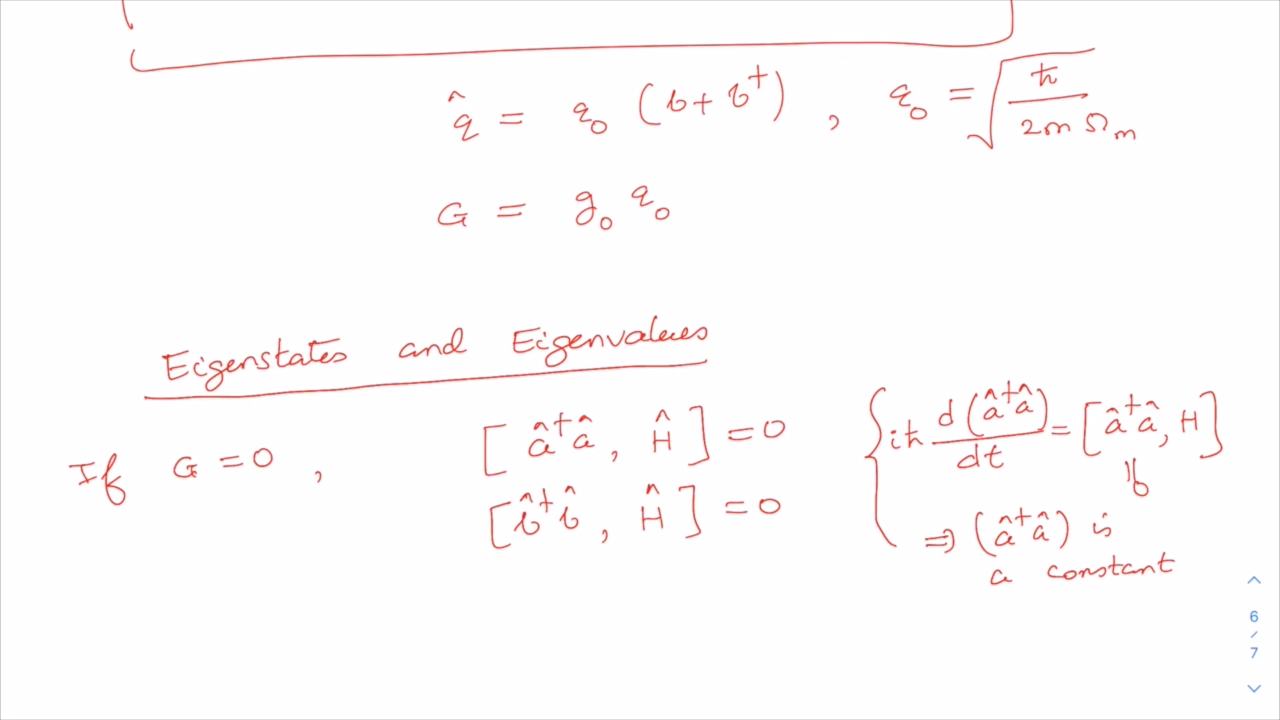 q̂ = q₀ (b + b†) , q₀ = √(ħ / 2m Ωₘ)
G = g₀ q₀
Eigenstates and Eigenvalues
If G = 0 , [ â†â , Ĥ ] = 0
[ b̂†b̂ , Ĥ ] = 0
{ iħ d(â†â)/dt = [ â†â , H ]
⇒ (â†â) is
a constant
6
/
7